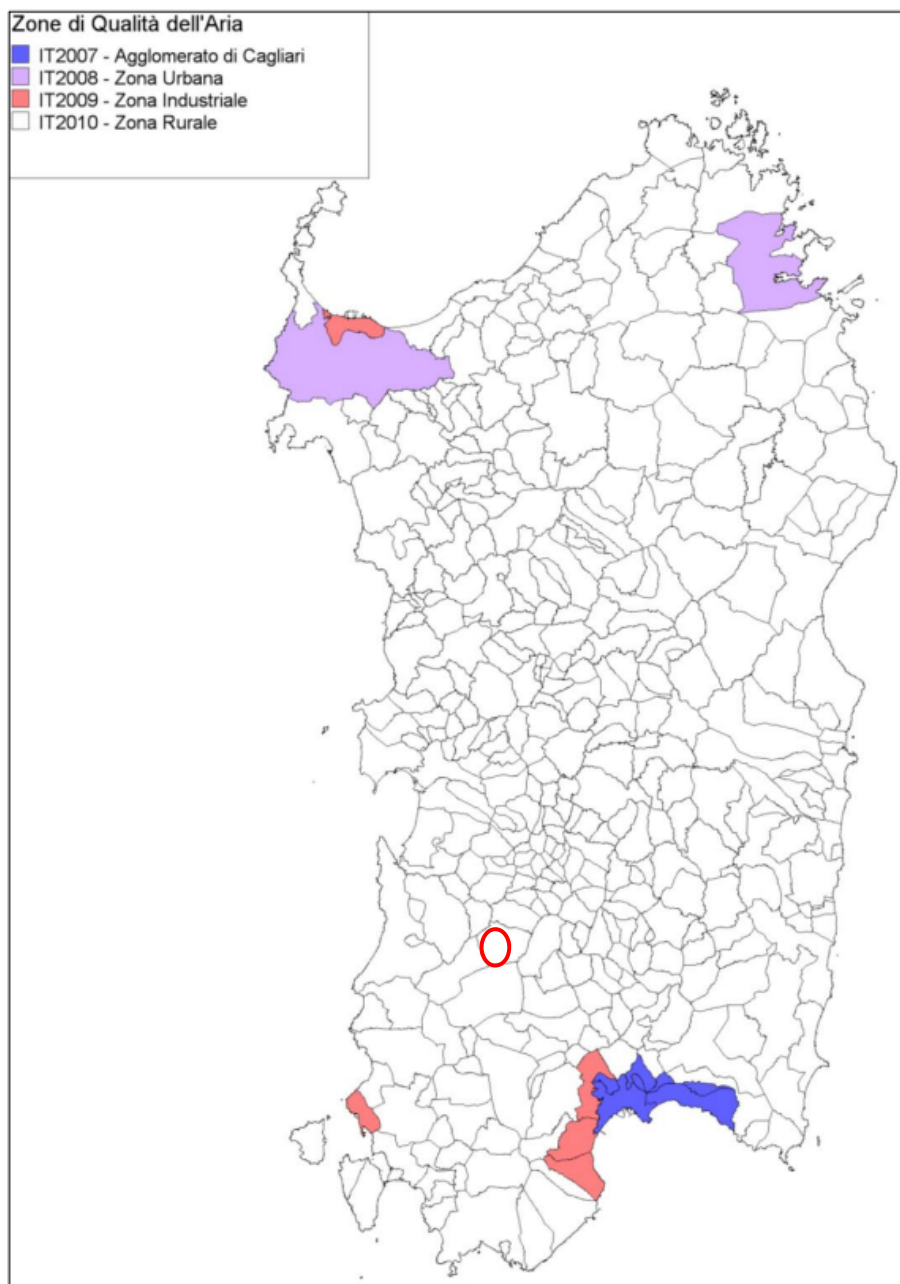 Zone di Qualità dell'Aria
IT2007 - Agglomerato di Cagliari
IT2008 - Zona Urbana
IT2009 - Zona Industriale
IT2010 - Zona Rurale